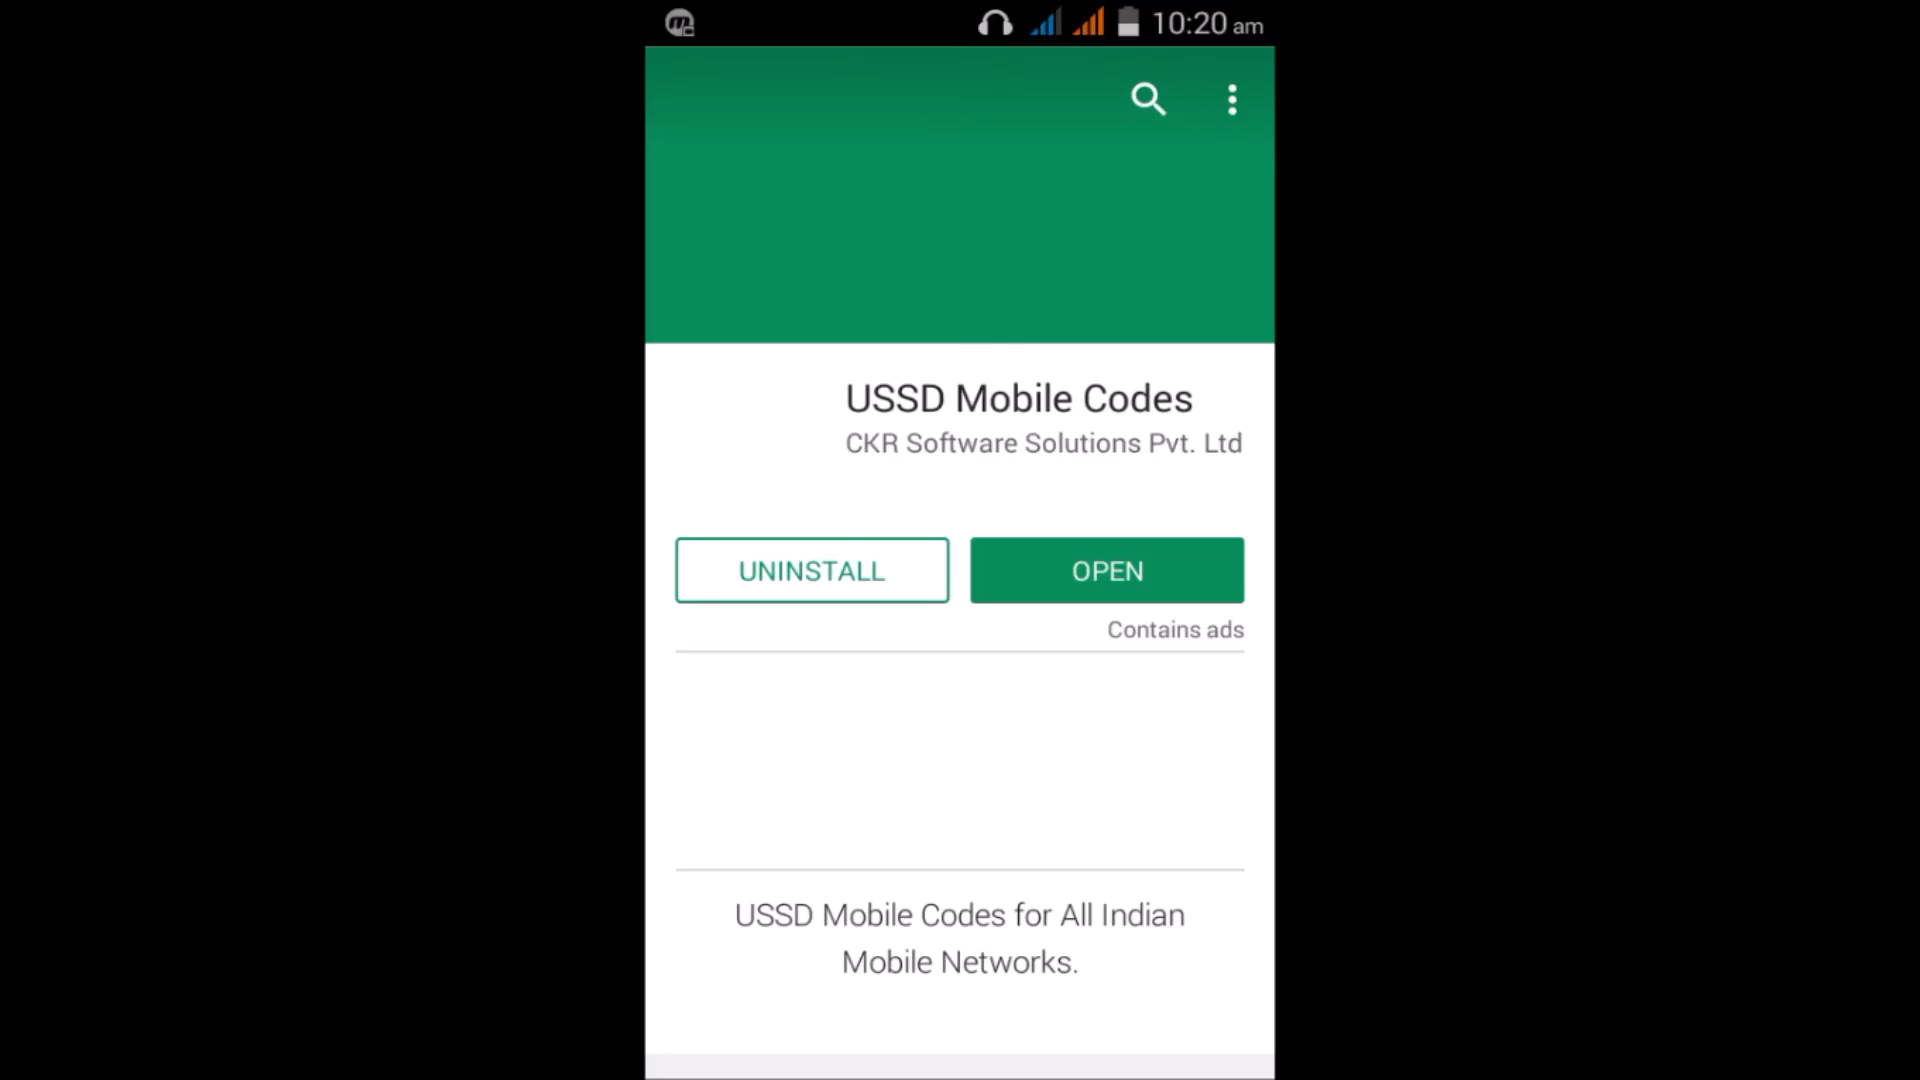 10:20 am
USSD Mobile Codes
CKR Software Solutions Pvt. Ltd
UNINSTALL
OPEN
Contains ads
USSD Mobile Codes for All Indian
Mobile Networks.